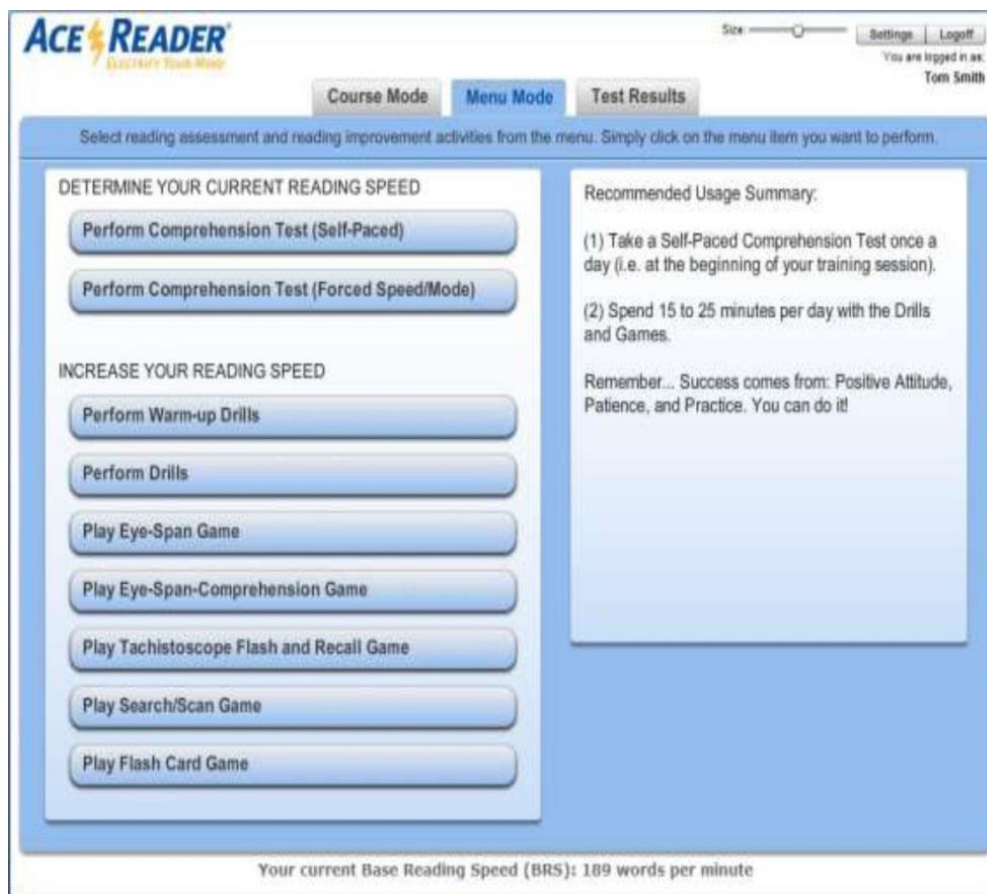 ACE READER®
ELECTRIFY YOUR MIND
Size
Settings
Logoff
You are logged in as:
Tom Smith
Course Mode
Menu Mode
Test Results
Select reading assessment and reading improvement activities from the menu. Simply click on the menu item you want to perform.
DETERMINE YOUR CURRENT READING SPEED
Perform Comprehension Test (Self-Paced)
Perform Comprehension Test (Forced Speed/Mode)
INCREASE YOUR READING SPEED
Perform Warm-up Drills
Perform Drills
Play Eye-Span Game
Play Eye-Span-Comprehension Game
Play Tachistoscope Flash and Recall Game
Play Search/Scan Game
Play Flash Card Game
Recommended Usage Summary:
(1) Take a Self-Paced Comprehension Test once a
day (i.e. at the beginning of your training session).
(2) Spend 15 to 25 minutes per day with the Drills
and Games.
Remember... Success comes from: Positive Attitude,
Patience, and Practice. You can do it!
Your current Base Reading Speed (BRS): 189 words per minute